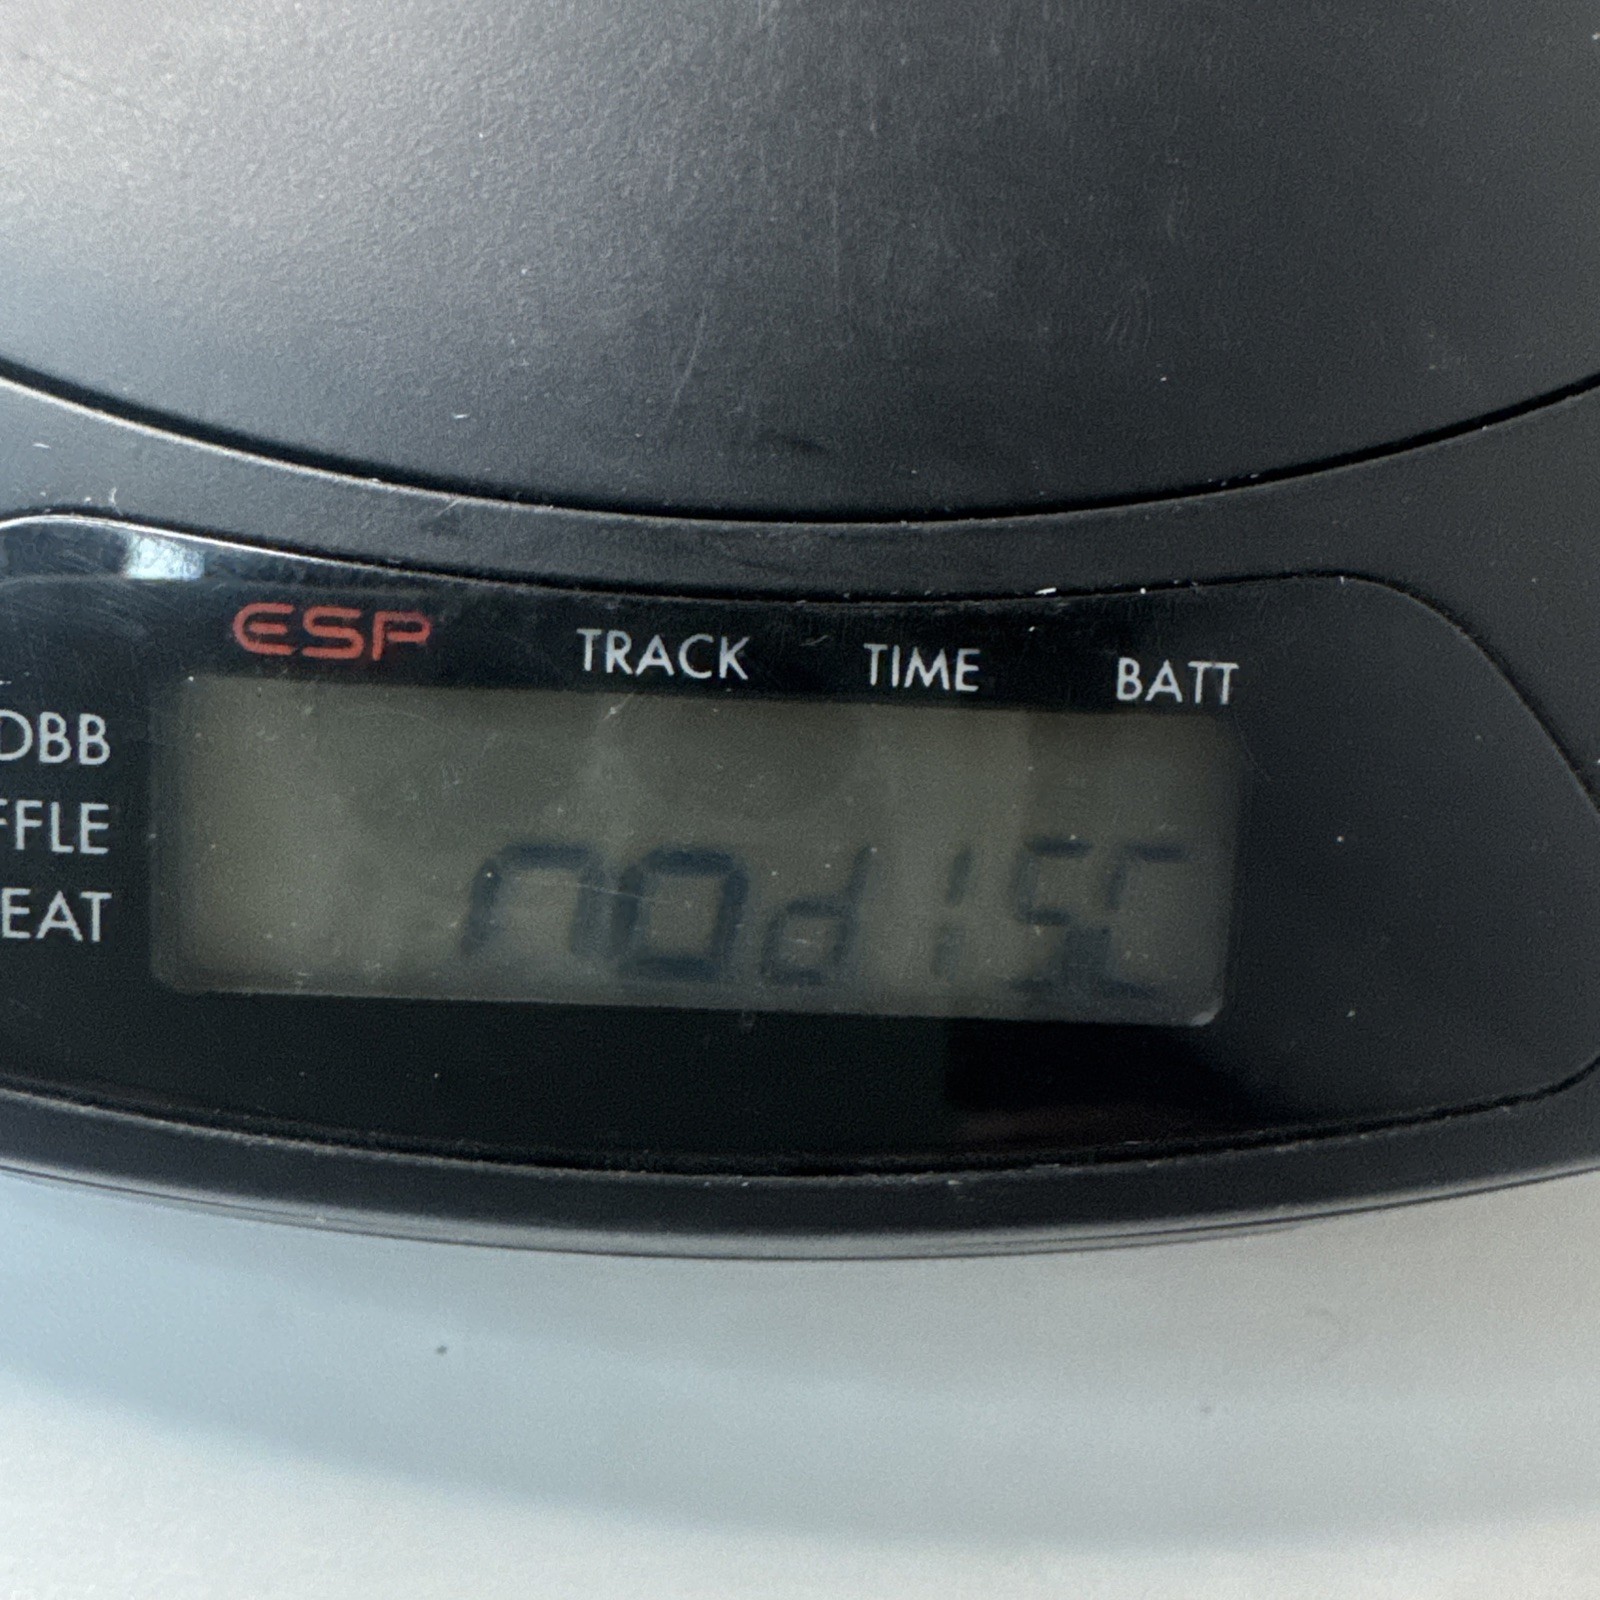 ESP TRACK TIME BATT
DBB
FFLE
EAT
nodISC